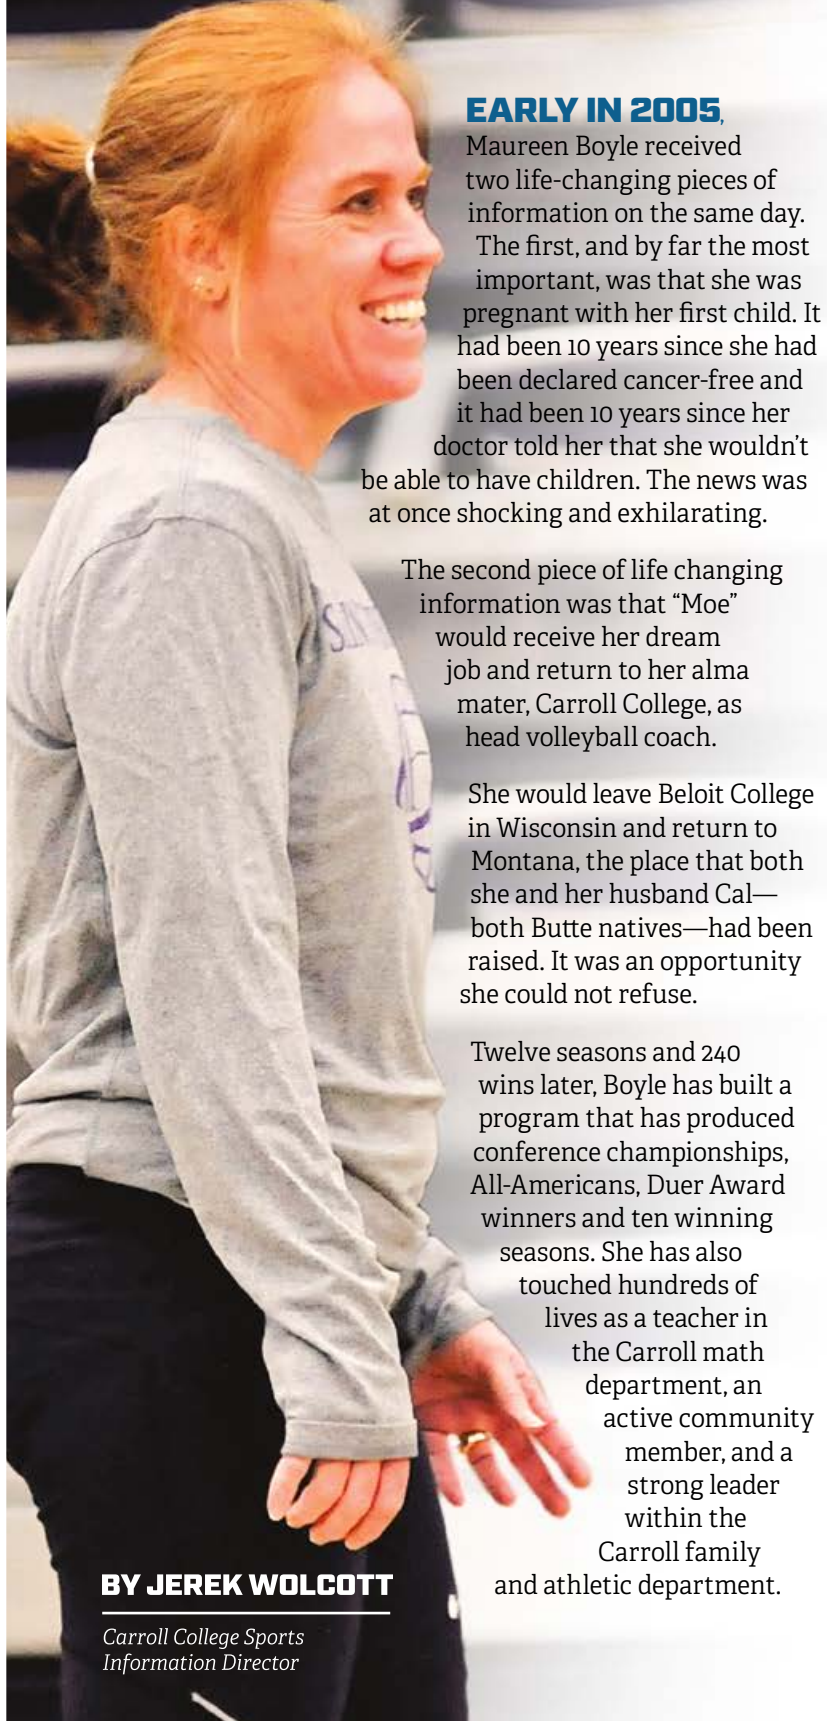 EARLY IN 2005,
Maureen Boyle received
two life-changing pieces of
information on the same day.
The first, and by far the most
important, was that she was
pregnant with her first child. It
had been 10 years since she had
been declared cancer-free and
it had been 10 years since her
doctor told her that she wouldn’t
be able to have children. The news was
at once shocking and exhilarating.
The second piece of life changing
information was that “Moe”
would receive her dream
job and return to her alma
mater, Carroll College, as
head volleyball coach.
She would leave Beloit College
in Wisconsin and return to
Montana, the place that both
she and her husband Cal—
both Butte natives—had been
raised. It was an opportunity
she could not refuse.
Twelve seasons and 240
wins later, Boyle has built a
program that has produced
conference championships,
All-Americans, Duer Award
winners and ten winning
seasons. She has also
touched hundreds of
lives as a teacher in
the Carroll math
department, an
active community
member, and a
strong leader
within the
Carroll family
and athletic department.
BY JEREK WOLCOTT
Carroll College Sports
Information Director